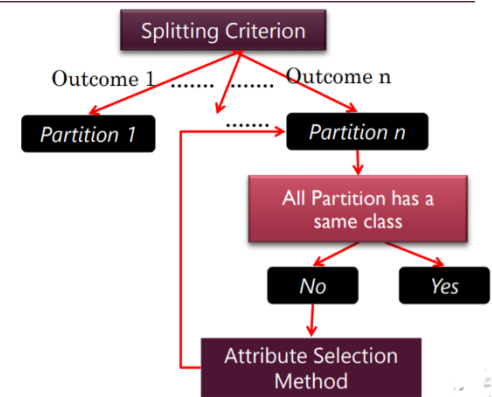 Splitting Criterion
Outcome 1 ....... ....... Outcome n
.......
Partition 1
Partition n
All Partition has a
same class
No
Yes
Attribute Selection
Method